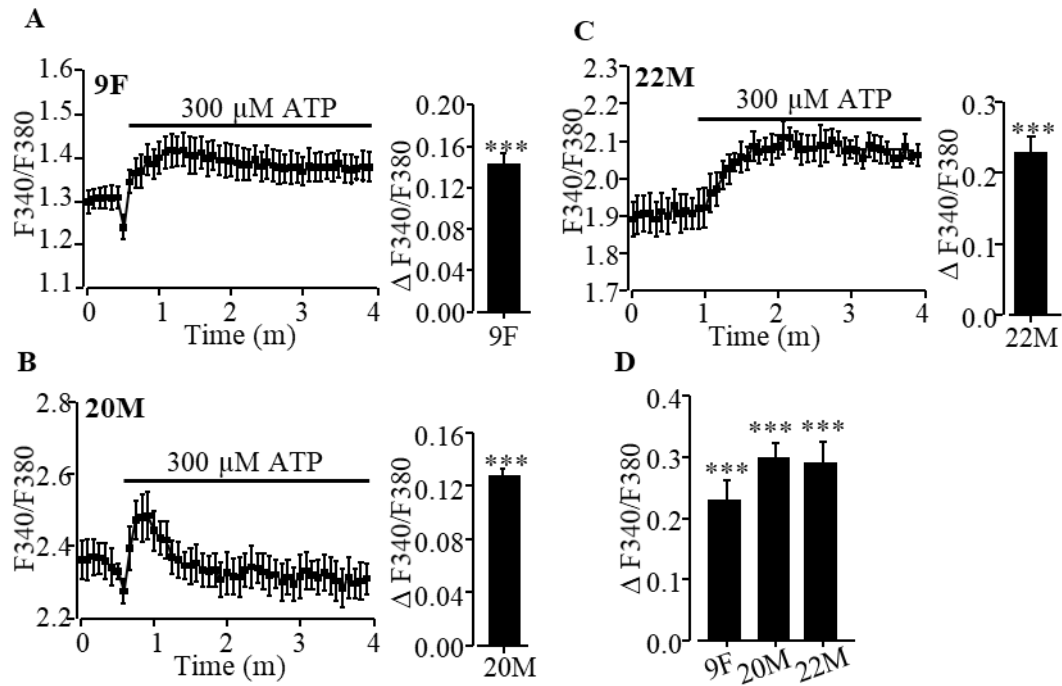 A
9F
300 μM ATP
F340/F380
1.6
1.5
1.4
1.3
1.2
1.1
0 1 2 3 4
Time (m)
Δ F340/F380
0.20
0.16
0.12
0.08
0.04
0.00
***
9F
C
22M
300 μM ATP
F340/F380
2.3
2.2
2.1
2.0
1.9
1.8
1.7
0 1 2 3 4
Time (m)
Δ F340/F380
0.3
0.2
0.1
0.0
***
22M
B
20M
300 μM ATP
F340/F380
2.8
2.6
2.4
2.2
0 1 2 3 4
Time (m)
Δ F340/F380
0.16
0.12
0.08
0.04
0.00
***
20M
D
Δ F340/F380
0.4
0.3
0.2
0.1
0.0
*** *** ***
9F 20M 22M